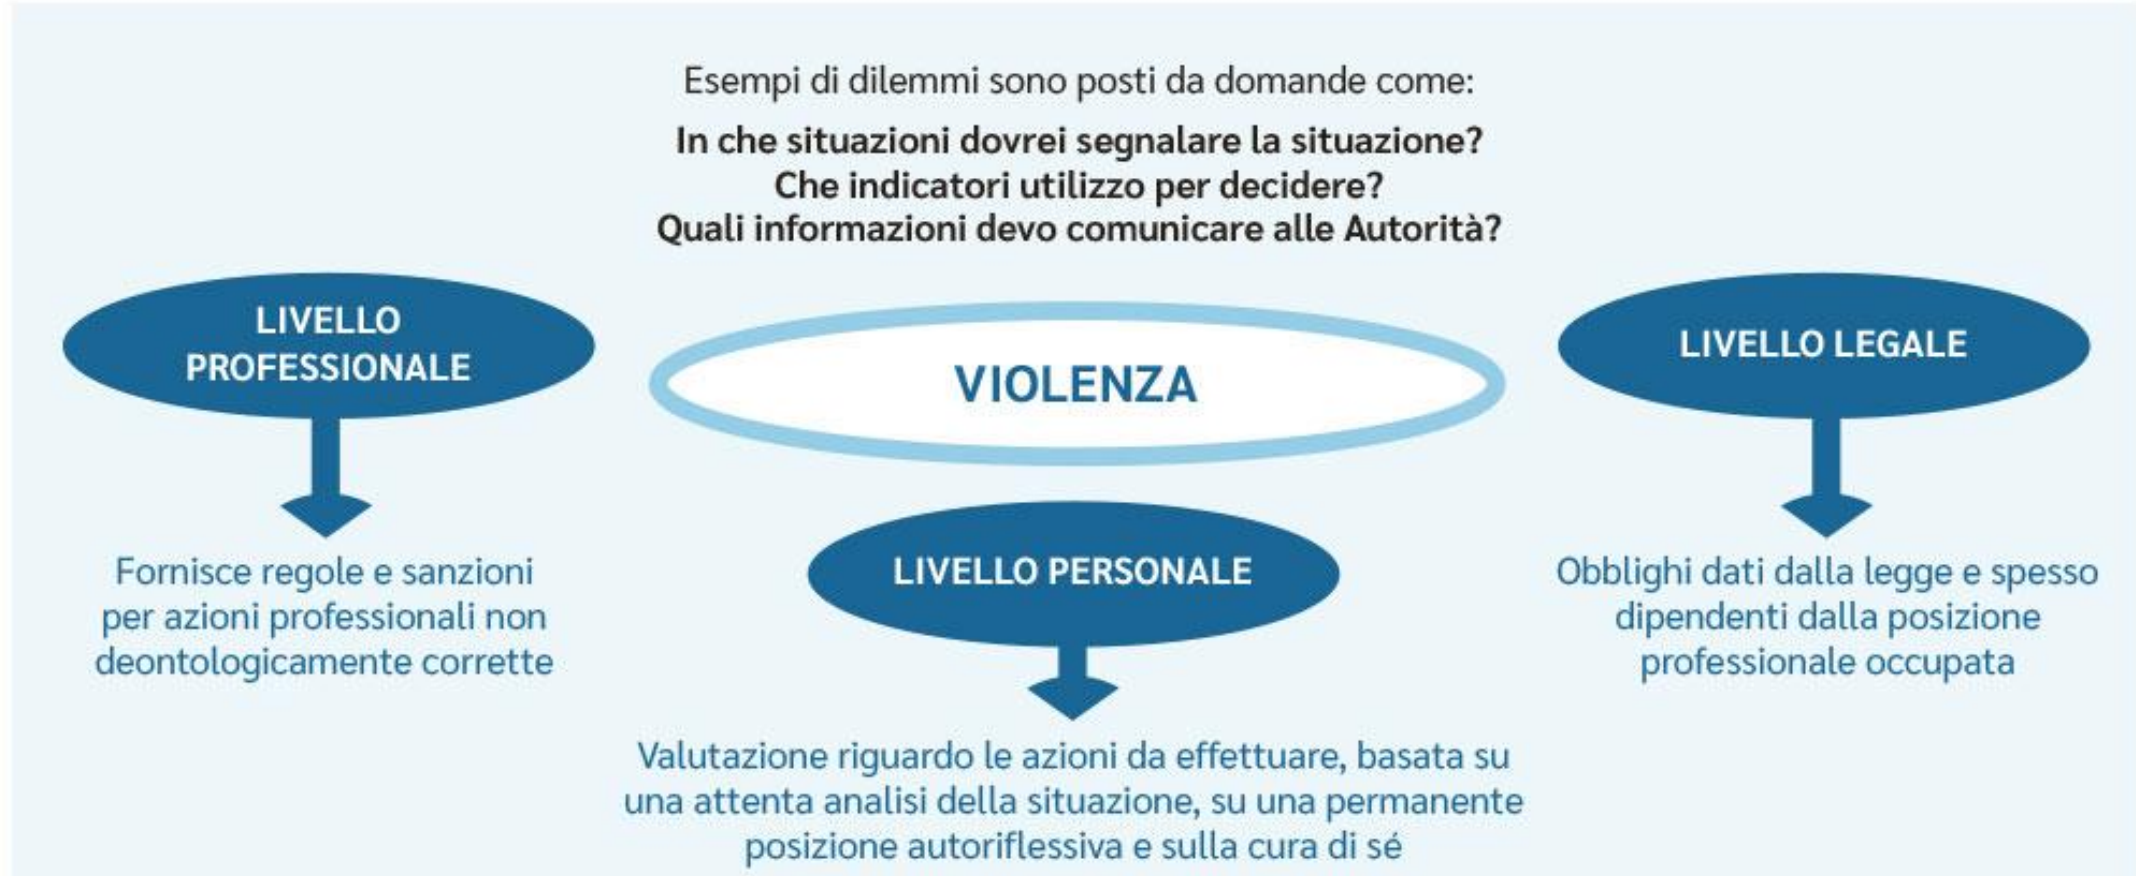 Esempi di dilemmi sono posti da domande come:
In che situazioni dovrei segnalare la situazione?
Che indicatori utilizzo per decidere?
Quali informazioni devo comunicare alle Autorità?
LIVELLO
PROFESSIONALE
Fornisce regole e sanzioni
per azioni professionali non
deontologicamente corrette
VIOLENZA
LIVELLO PERSONALE
Valutazione riguardo le azioni da effettuare, basata su
una attenta analisi della situazione, su una permanente
posizione autoriflessiva e sulla cura di sé
LIVELLO LEGALE
Obblighi dati dalla legge e spesso
dipendenti dalla posizione
professionale occupata